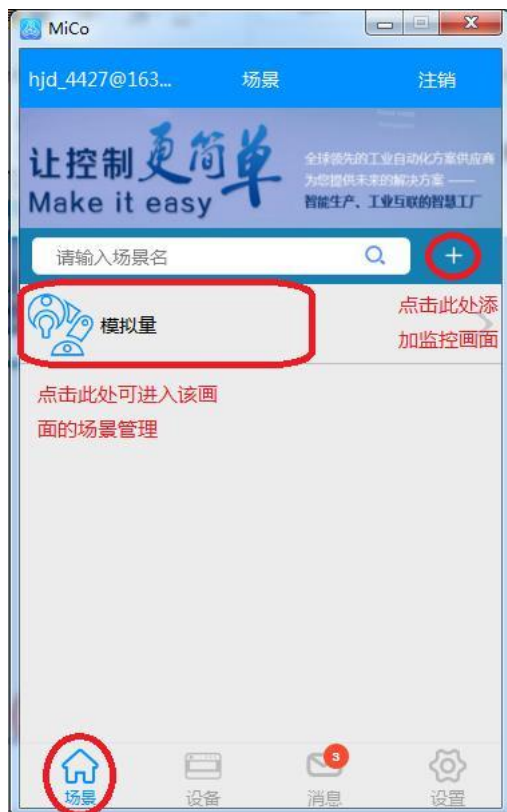 MiCo
hjd_4427@163...
场景
注销
让控制更简单
Make it easy
全球领先的工业自动化方案供应商
为您提供未来的解决方案 ——
智能生产、工业互联的智慧工厂
请输入场景名
+
模拟量
点击此处添
加监控画面
点击此处可进入该画
面的场景管理
3
场景
设备
消息
设置